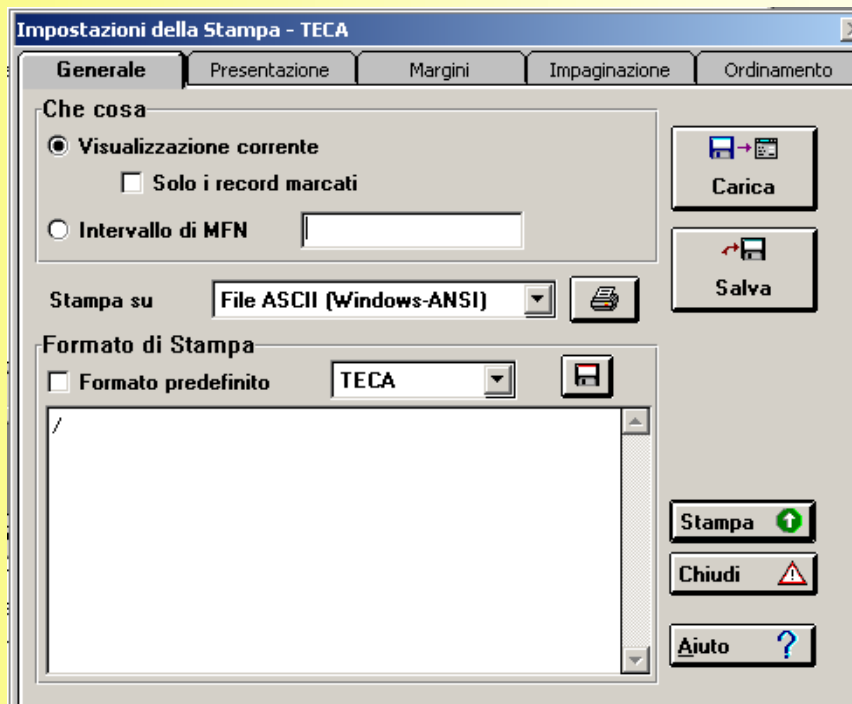 Impostazioni della Stampa - TECA
Generale Presentazione Margini Impaginazione Ordinamento
Che cosa
Visualizzazione corrente
Solo i record marcati
Intervallo di MFN
Carica
Salva
Stampa su File ASCII (Windows-ANSI)
Formato di Stampa
Formato predefinito TECA
/
Stampa
Chiudi
Aiuto ?